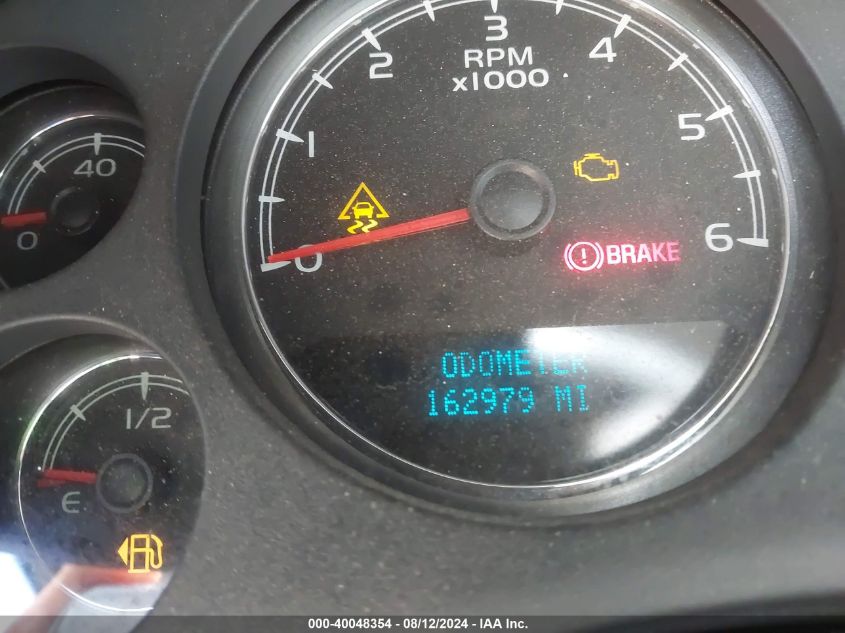 3
2
4
RPM
x1000
1
5
40
0
0
6
! BRAKE
ODOMETER
162979 MI
1/2
E
000-40048354 - 08/12/2024 - IAA Inc.